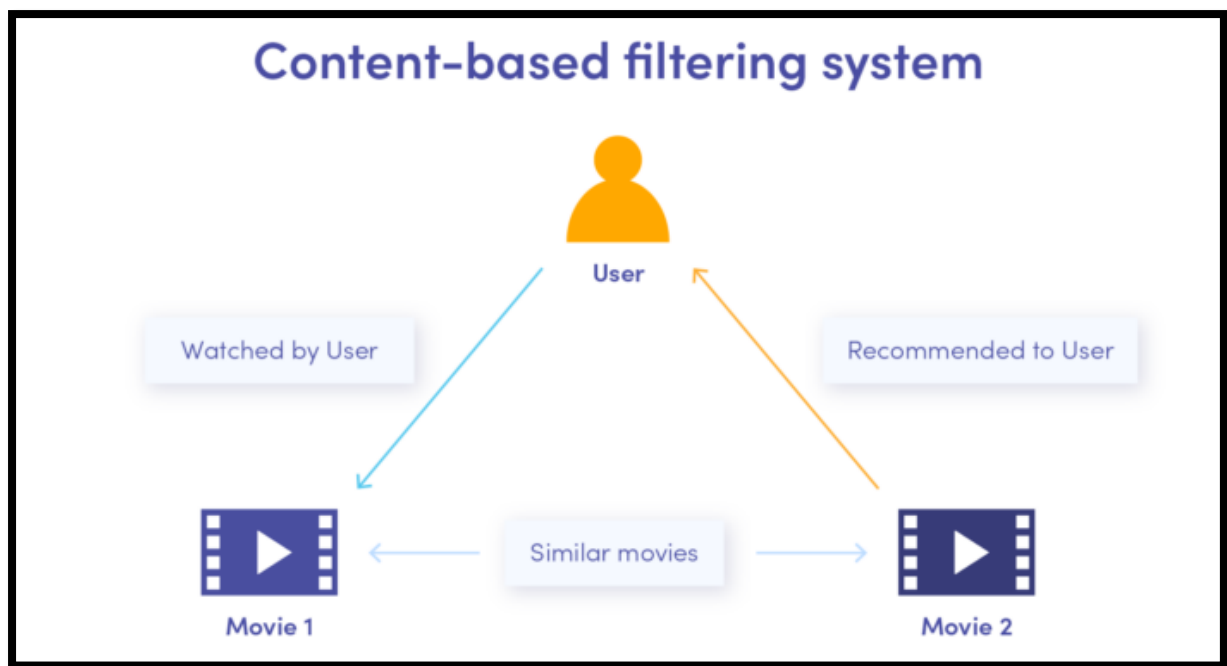 Content-based filtering system
User
Watched by User
Recommended to User
Similar movies
Movie 1
Movie 2